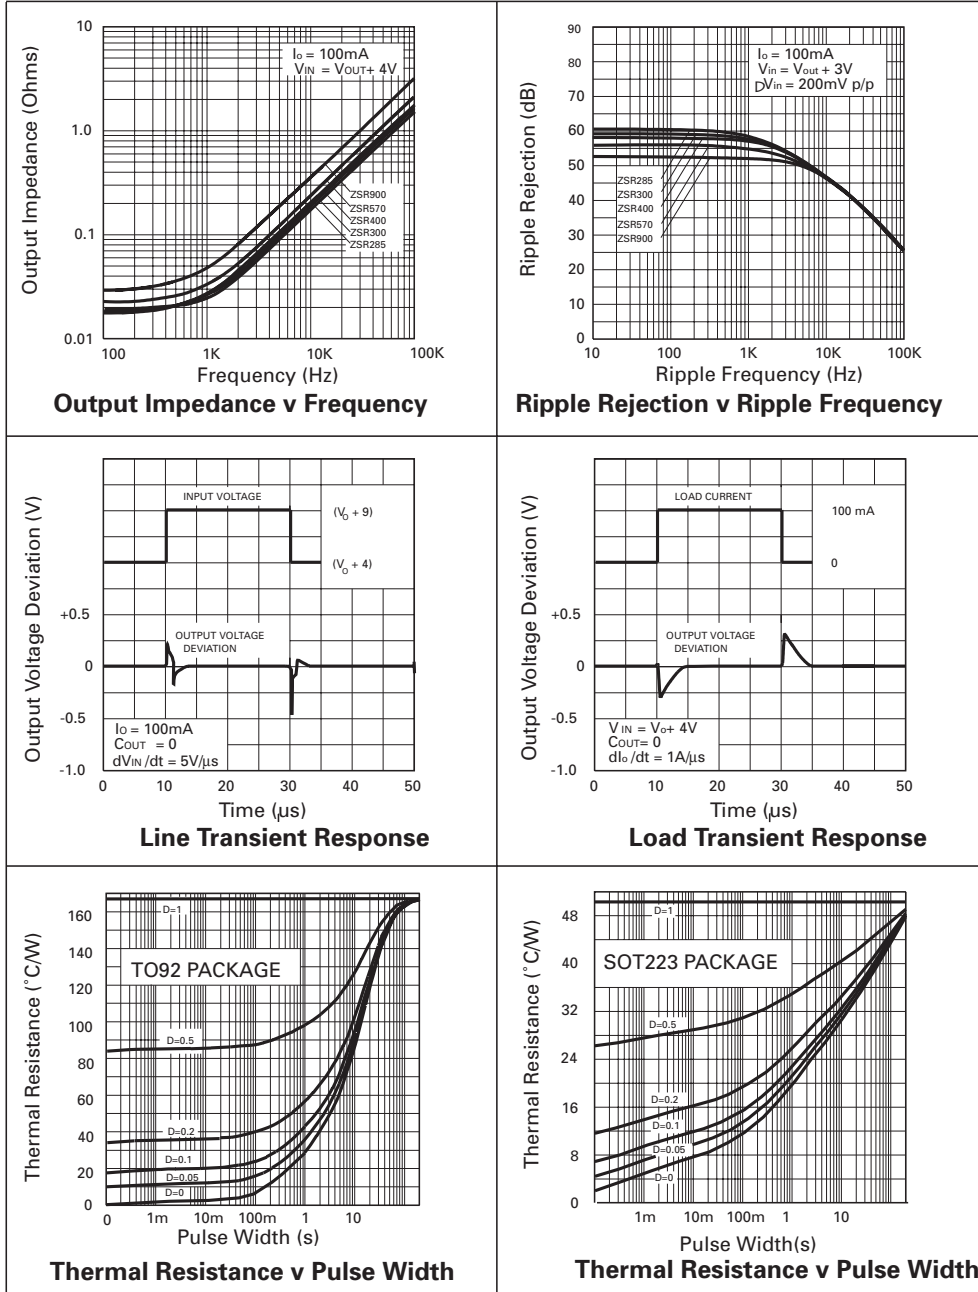 10
1.0
0.1
0.01
Output Impedance (Ohms)
Io = 100mA
VIN = VOUT+ 4V
ZSR900
ZSR570
ZSR400
ZSR300
ZSR285
100 1K 10K 100K
Frequency (Hz)
Output Impedance v Frequency
90
80
70
60
50
40
30
20
10
0
Ripple Rejection (dB)
Io = 100mA
Vin = Vout + 3V
DVin = 200mV p/p
ZSR285
ZSR300
ZSR400
ZSR570
ZSR900
10 100 1K 10K 100K
Ripple Frequency (Hz)
Ripple Rejection v Ripple Frequency
Output Voltage Deviation (V)
INPUT VOLTAGE
(VO + 9)
(VO + 4)
+0.5
0
-0.5
-1.0
OUTPUT VOLTAGE
DEVIATION
IO = 100mA
COUT = 0
dVIN/dt = 5V/µs
0 10 20 30 40 50
Time (µs)
Line Transient Response
Output Voltage Deviation (V)
LOAD CURRENT
100 mA
0
+0.5
0
-0.5
-1.0
OUTPUT VOLTAGE
DEVIATION
VIN = Vo+ 4V
COUT= 0
dIo/dt = 1A/µs
0 10 20 30 40 50
Time (µs)
Load Transient Response
160
140
120
100
80
60
40
20
0
Thermal Resistance (°C/W)
D=1
TO92 PACKAGE
D=0.5
D=0.2
D=0.1
D=0.05
D=0
0 1m 10m 100m 1 10
Pulse Width (s)
Thermal Resistance v Pulse Width
48
40
32
24
16
8
0
Thermal Resistance (°C/W)
D=1
SOT223 PACKAGE
D=0.5
D=0.2
D=0.1
D=0.05
D=0
1m 10m 100m 1 10
Pulse Width(s)
Thermal Resistance v Pulse Width